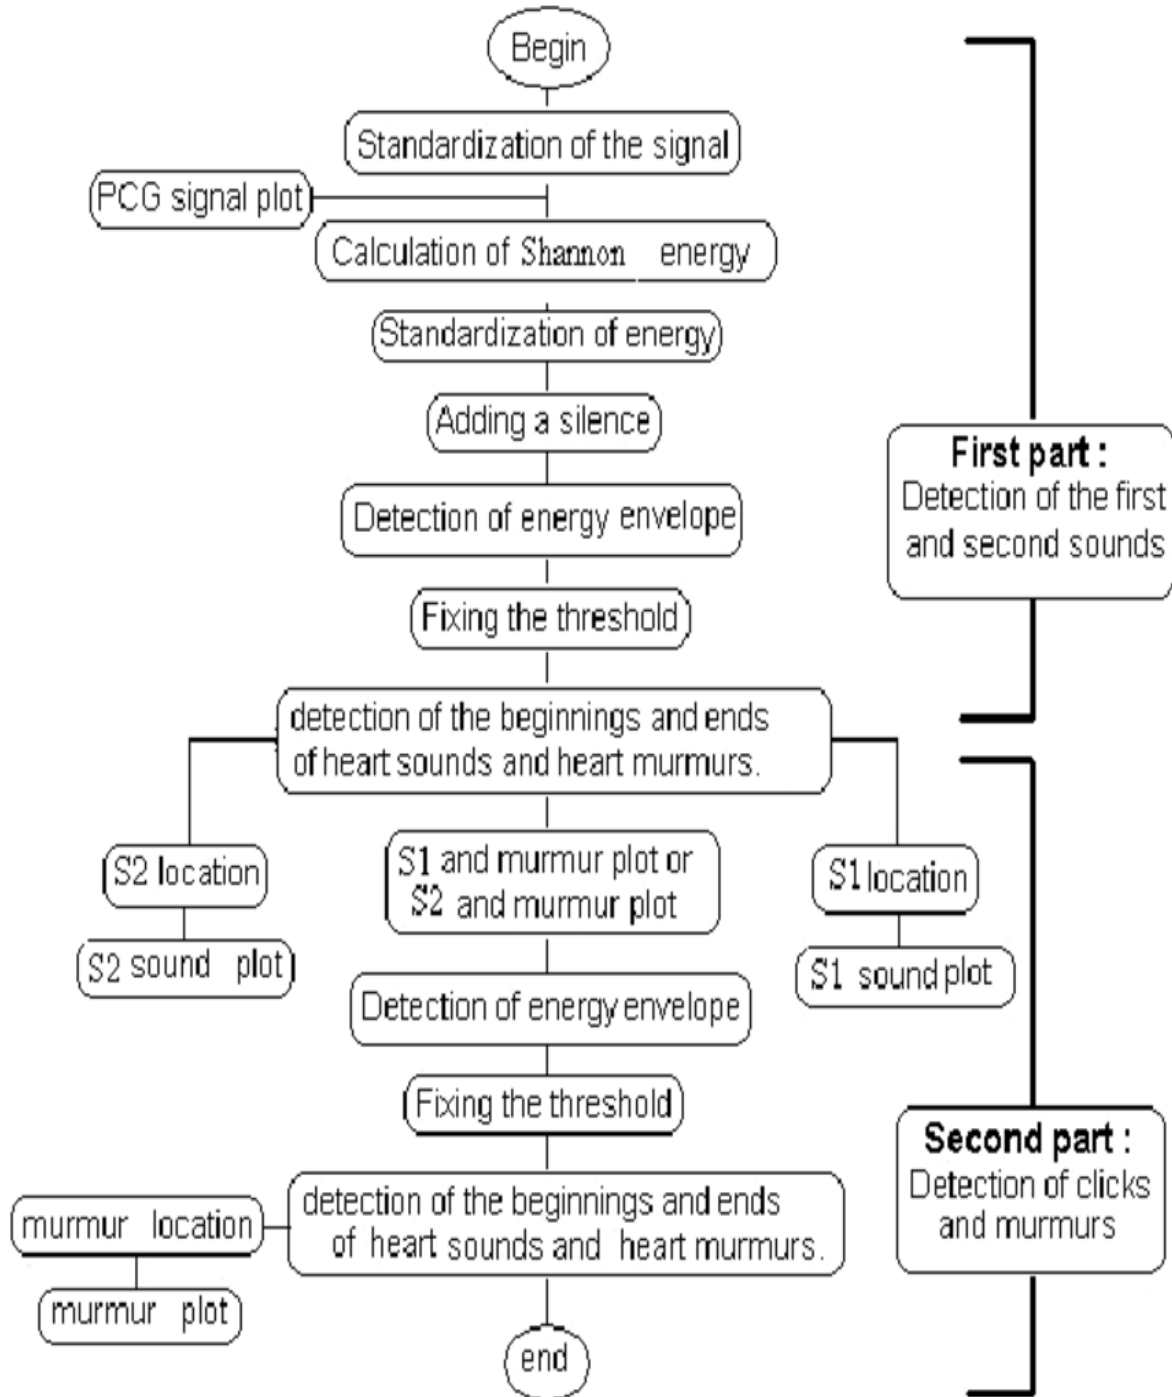 Begin
Standardization of the signal
PCG signal plot
Calculation of Shannon energy
Standardization of energy
Adding a silence
Detection of energy envelope
Fixing the threshold
First part :
Detection of the first
and second sounds
detection of the beginnings and ends
of heart sounds and heart murmurs.
S2 location
S1 and murmur plot or
S2 and murmur plot
S1 location
S2 sound plot
S1 sound plot
Detection of energy envelope
Fixing the threshold
Second part :
Detection of clicks
and murmurs
detection of the beginnings and ends
of heart sounds and heart murmurs.
murmur location
murmur plot
end